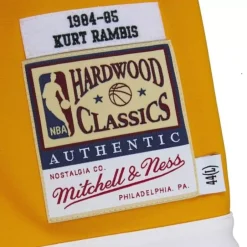 1984-85
KURT RAMBIS
HARDWOOD
NBA
CLASSICS
AUTHENTIC
NOSTALGIA CO.
Mitchell & Ness
PHILADELPHIA, PA.
44(L)